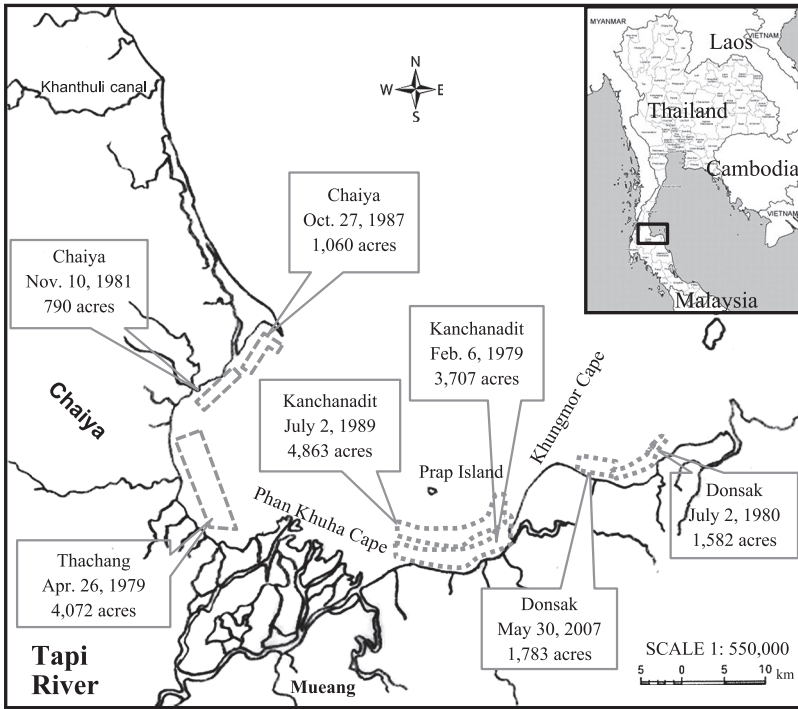 Khanthuli canal
N
W E
S
MYANMAR
Laos
VIETNAM
Thailand
Cambodia
VIETNAM
Malaysia
Chaiya
Oct. 27, 1987
1,060 acres
Chaiya
Nov. 10, 1981
790 acres
Kanchanadit
Feb. 6, 1979
3,707 acres
Chaiya
Kanchanadit
July 2, 1989
4,863 acres
Khungmor Cape
Prap Island
Phan Khuha Cape
Donsak
July 2, 1980
1,582 acres
Thachang
Apr. 26, 1979
4,072 acres
Donsak
May 30, 2007
1,783 acres
Tapi
River
Mueang
SCALE 1: 550,000
5 0 5 10
km